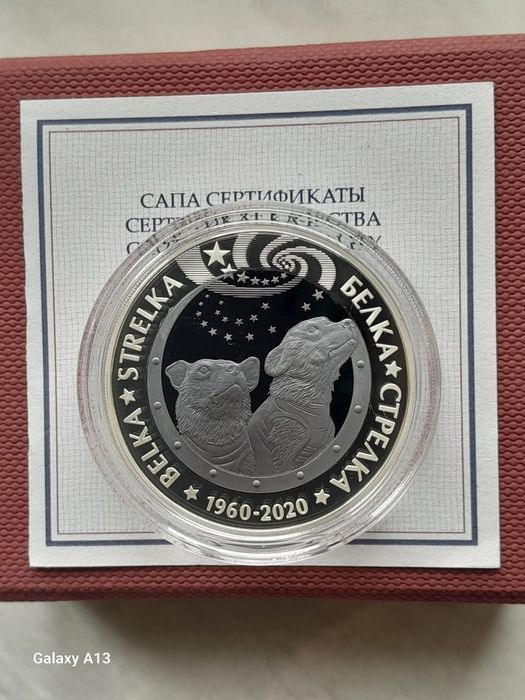 САПА СЕРТИФИКАТЫ
BELKA ★ STRELKA
БЕЛКА ★ СТРЕЛКА
★ 1960-2020 ★
Galaxy A13